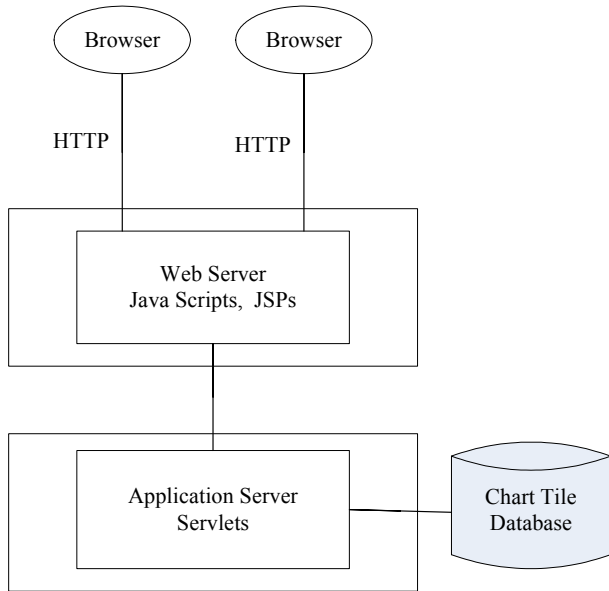 Browser
Browser
HTTP
HTTP
Web Server
Java Scripts, JSPs
Application Server
Servlets
Chart Tile
Database